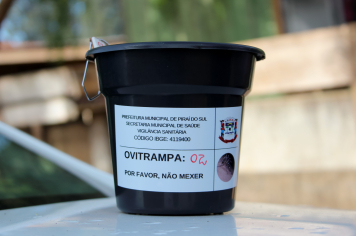 PREFEITURA MUNICIPAL DE PIRAÍ DO SUL
SECRETARIA MUNICIPAL DE SAÚDE
VIGILÂNCIA SANITÁRIA
CÓDIGO IBGE: 4119400
OVITRAMPA: 02
POR FAVOR, NÃO MEXER